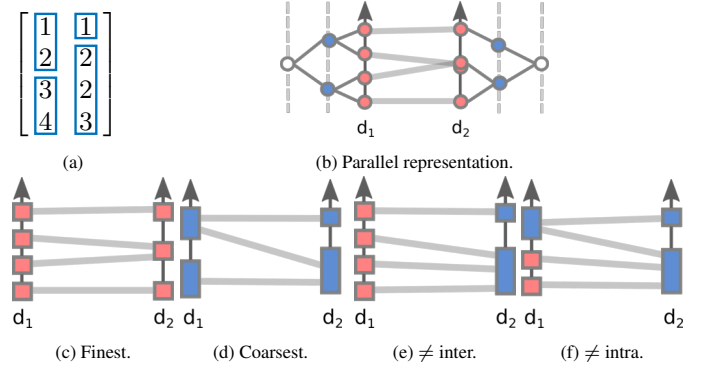 1 1
2 2
3 2
4 3
(a)
d₁ d₂
(b) Parallel representation.
d₁ d₂ d₁ d₂ d₁ d₂ d₁ d₂
(c) Finest. (d) Coarsest. (e) ≠ inter. (f) ≠ intra.